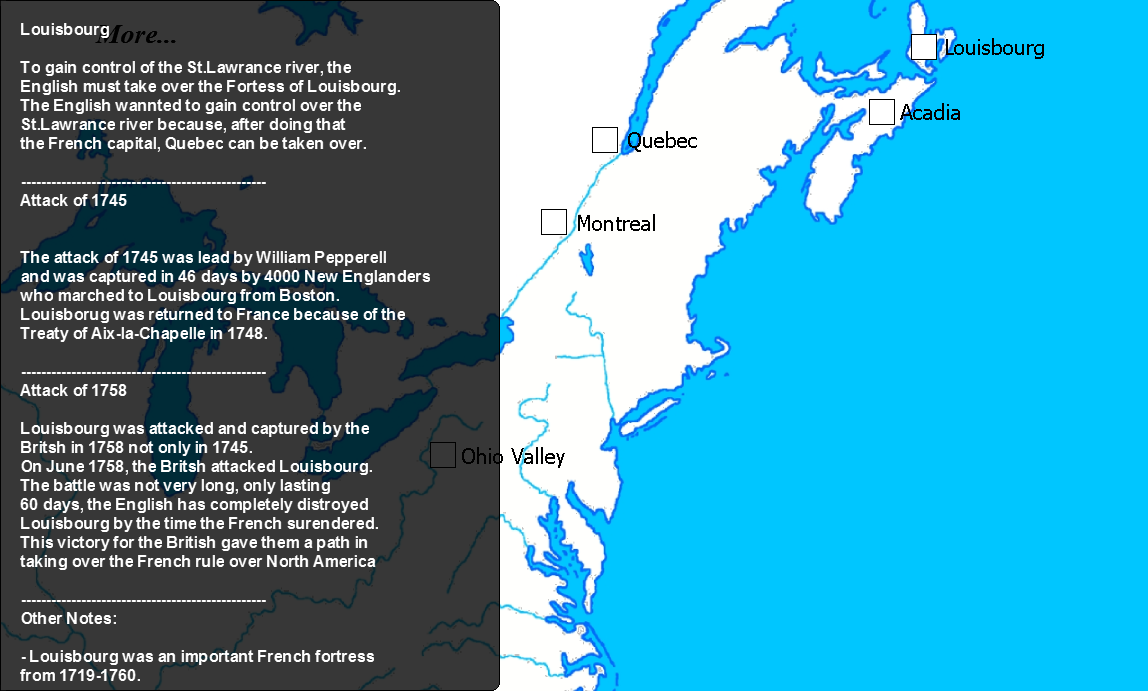 Louisbourg
More...
To gain control of the St.Lawrance river, the
English must take over the Fortess of Louisbourg.
The English wannted to gain control over the
St.Lawrance river because, after doing that
the French capital, Quebec can be taken over.
-------------------------------------------------
Attack of 1745
The attack of 1745 was lead by William Pepperell
and was captured in 46 days by 4000 New Englanders
who marched to Louisbourg from Boston.
Louisborug was returned to France because of the
Treaty of Aix-la-Chapelle in 1748.
-------------------------------------------------
Attack of 1758
Louisbourg was attacked and captured by the
Britsh in 1758 not only in 1745.
On June 1758, the Britsh attacked Louisbourg.
The battle was not very long, only lasting
60 days, the English has completely distroyed
Louisbourg by the time the French surendered.
This victory for the British gave them a path in
taking over the French rule over North America
-------------------------------------------------
Other Notes:
- Louisbourg was an important French fortress
from 1719-1760.
Louisbourg
Acadia
Quebec
Montreal
Ohio Valley